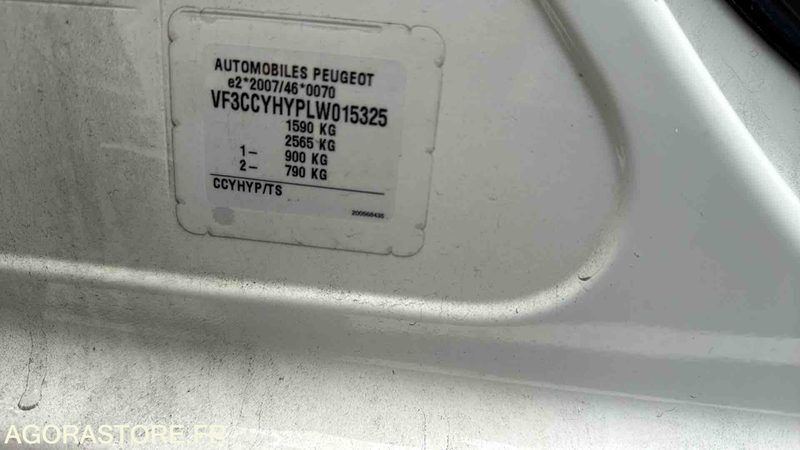 AUTOMOBILES PEUGEOT
e2*2007/46*0070
VF3CCYHYPLW015325
1590 KG
2565 KG
1- 900 KG
2- 790 KG
CCYHYP/TS
200568435
AGORASTORE.FR